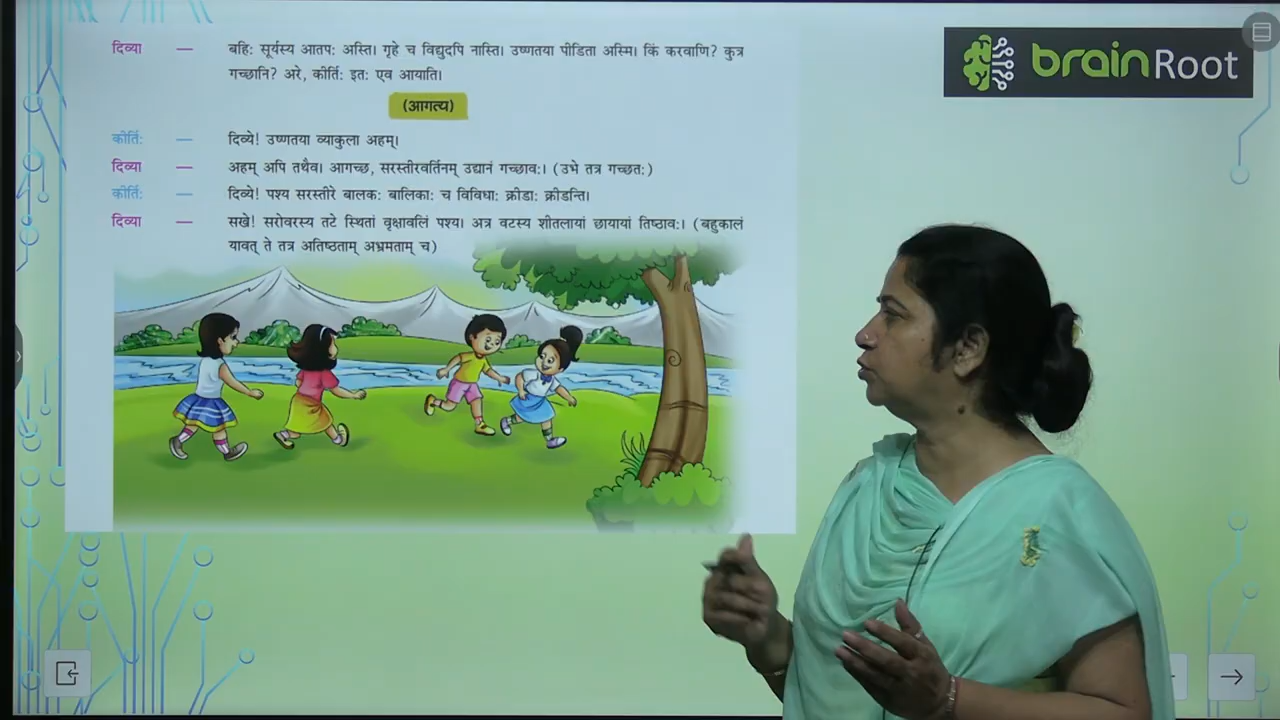 दिव्या — बहिः सूर्यस्य आतपः अस्ति। गृहे च विद्युदपि नास्ति। उष्णतया पीडिता अस्मि। किं करवाणि? कुत्र
गच्छानि? अरे, कीर्तिः इतः एव आयाति।
(आगत्य)
कीर्तिः — दिव्ये! उष्णतया व्याकुला अहम्।
दिव्या — अहम् अपि तथैव। आगच्छ, सरस्तीरवर्तिनम् उद्यानं गच्छावः। (उभे तत्र गच्छतः)
कीर्तिः — दिव्ये! पश्य सरस्तीरे बालकः बालिकाः च विविधाः क्रीडाः क्रीडन्ति।
दिव्या — सखे! सरोवरस्य तटे स्थितां वृक्षावलिं पश्य। अत्र वटस्य शीतलायां छायायां तिष्ठावः। (बहुकालं
यावत् ते तत्र अतिष्ठताम् अभ्रमताम् च)
brainRoot